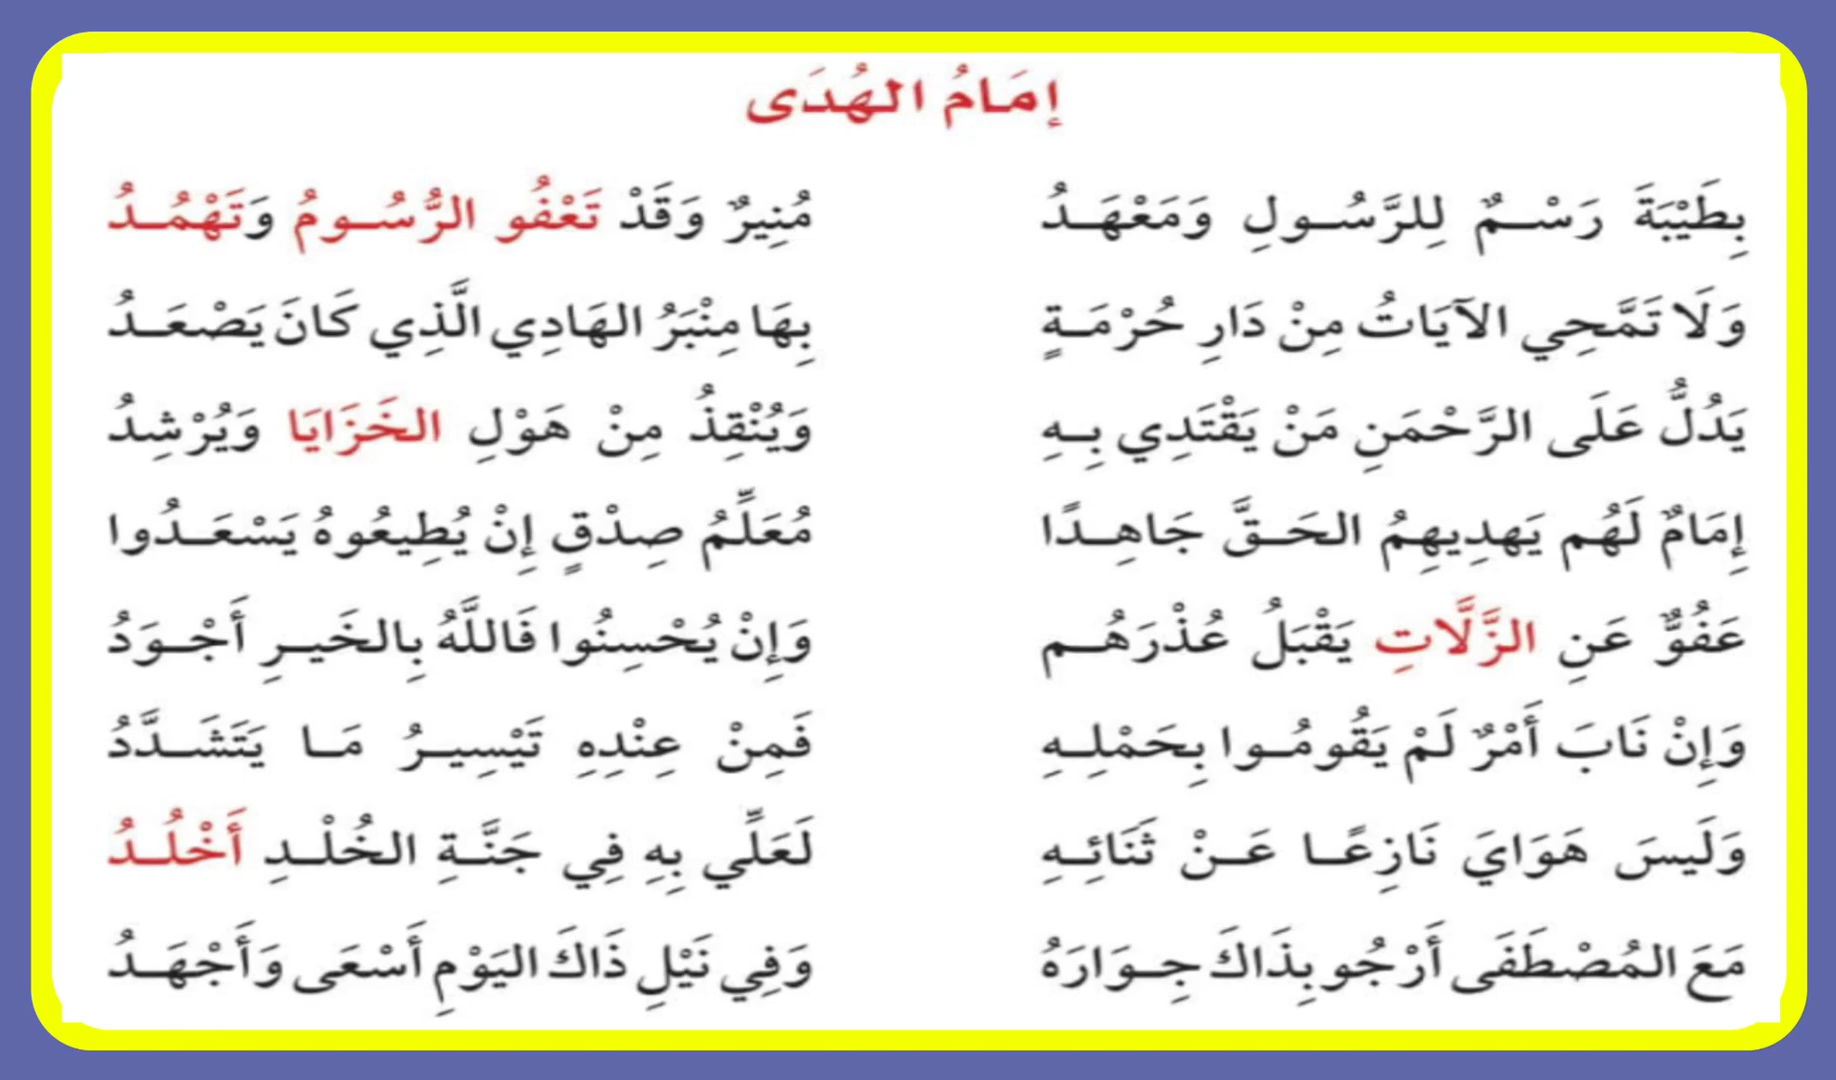 إمَامُ الهُدَى
بِطَيْبَةَ رَسْمٌ لِلرَّسُولِ وَمَعْهَدُ مُنِيرٌ وَقَدْ تَعْفُو الرُّسُومُ وَتَهْمُدُ
وَلَا تَمَّحِي الآيَاتُ مِنْ دَارِ حُرْمَةٍ بِهَا مِنْبَرُ الهَادِي الَّذِي كَانَ يَصْعَدُ
يَدُلُّ عَلَى الرَّحْمَنِ مَنْ يَقْتَدِي بِهِ وَيُنْقِذُ مِنْ هَوْلِ الخَزَايَا وَيُرْشِدُ
إِمَامٌ لَهُم يَهدِيهِمُ الحَقَّ جَاهِدًا مُعَلِّمُ صِدْقٍ إِنْ يُطِيعُوهُ يَسْعَدُوا
عَفُوٌّ عَنِ الزَّلَّاتِ يَقْبَلُ عُذْرَهُم وَإِنْ يُحْسِنُوا فَاللَّهُ بِالخَيرِ أَجْوَدُ
وَإِنْ نَابَ أَمْرٌ لَمْ يَقُومُوا بِحَمْلِهِ فَمِنْ عِنْدِهِ تَيْسِيرُ مَا يَتَشَدَّدُ
وَلَيسَ هَوَايَ نَازِعًا عَنْ ثَنَائِهِ لَعَلِّي بِهِ فِي جَنَّةِ الخُلْدِ أَخْلُدُ
مَعَ المُصْطَفَى أَرْجُو بِذَاكَ جِوَارَهُ وَفِي نَيْلِ ذَاكَ اليَوْمِ أَسْعَى وَأَجْهَدُ